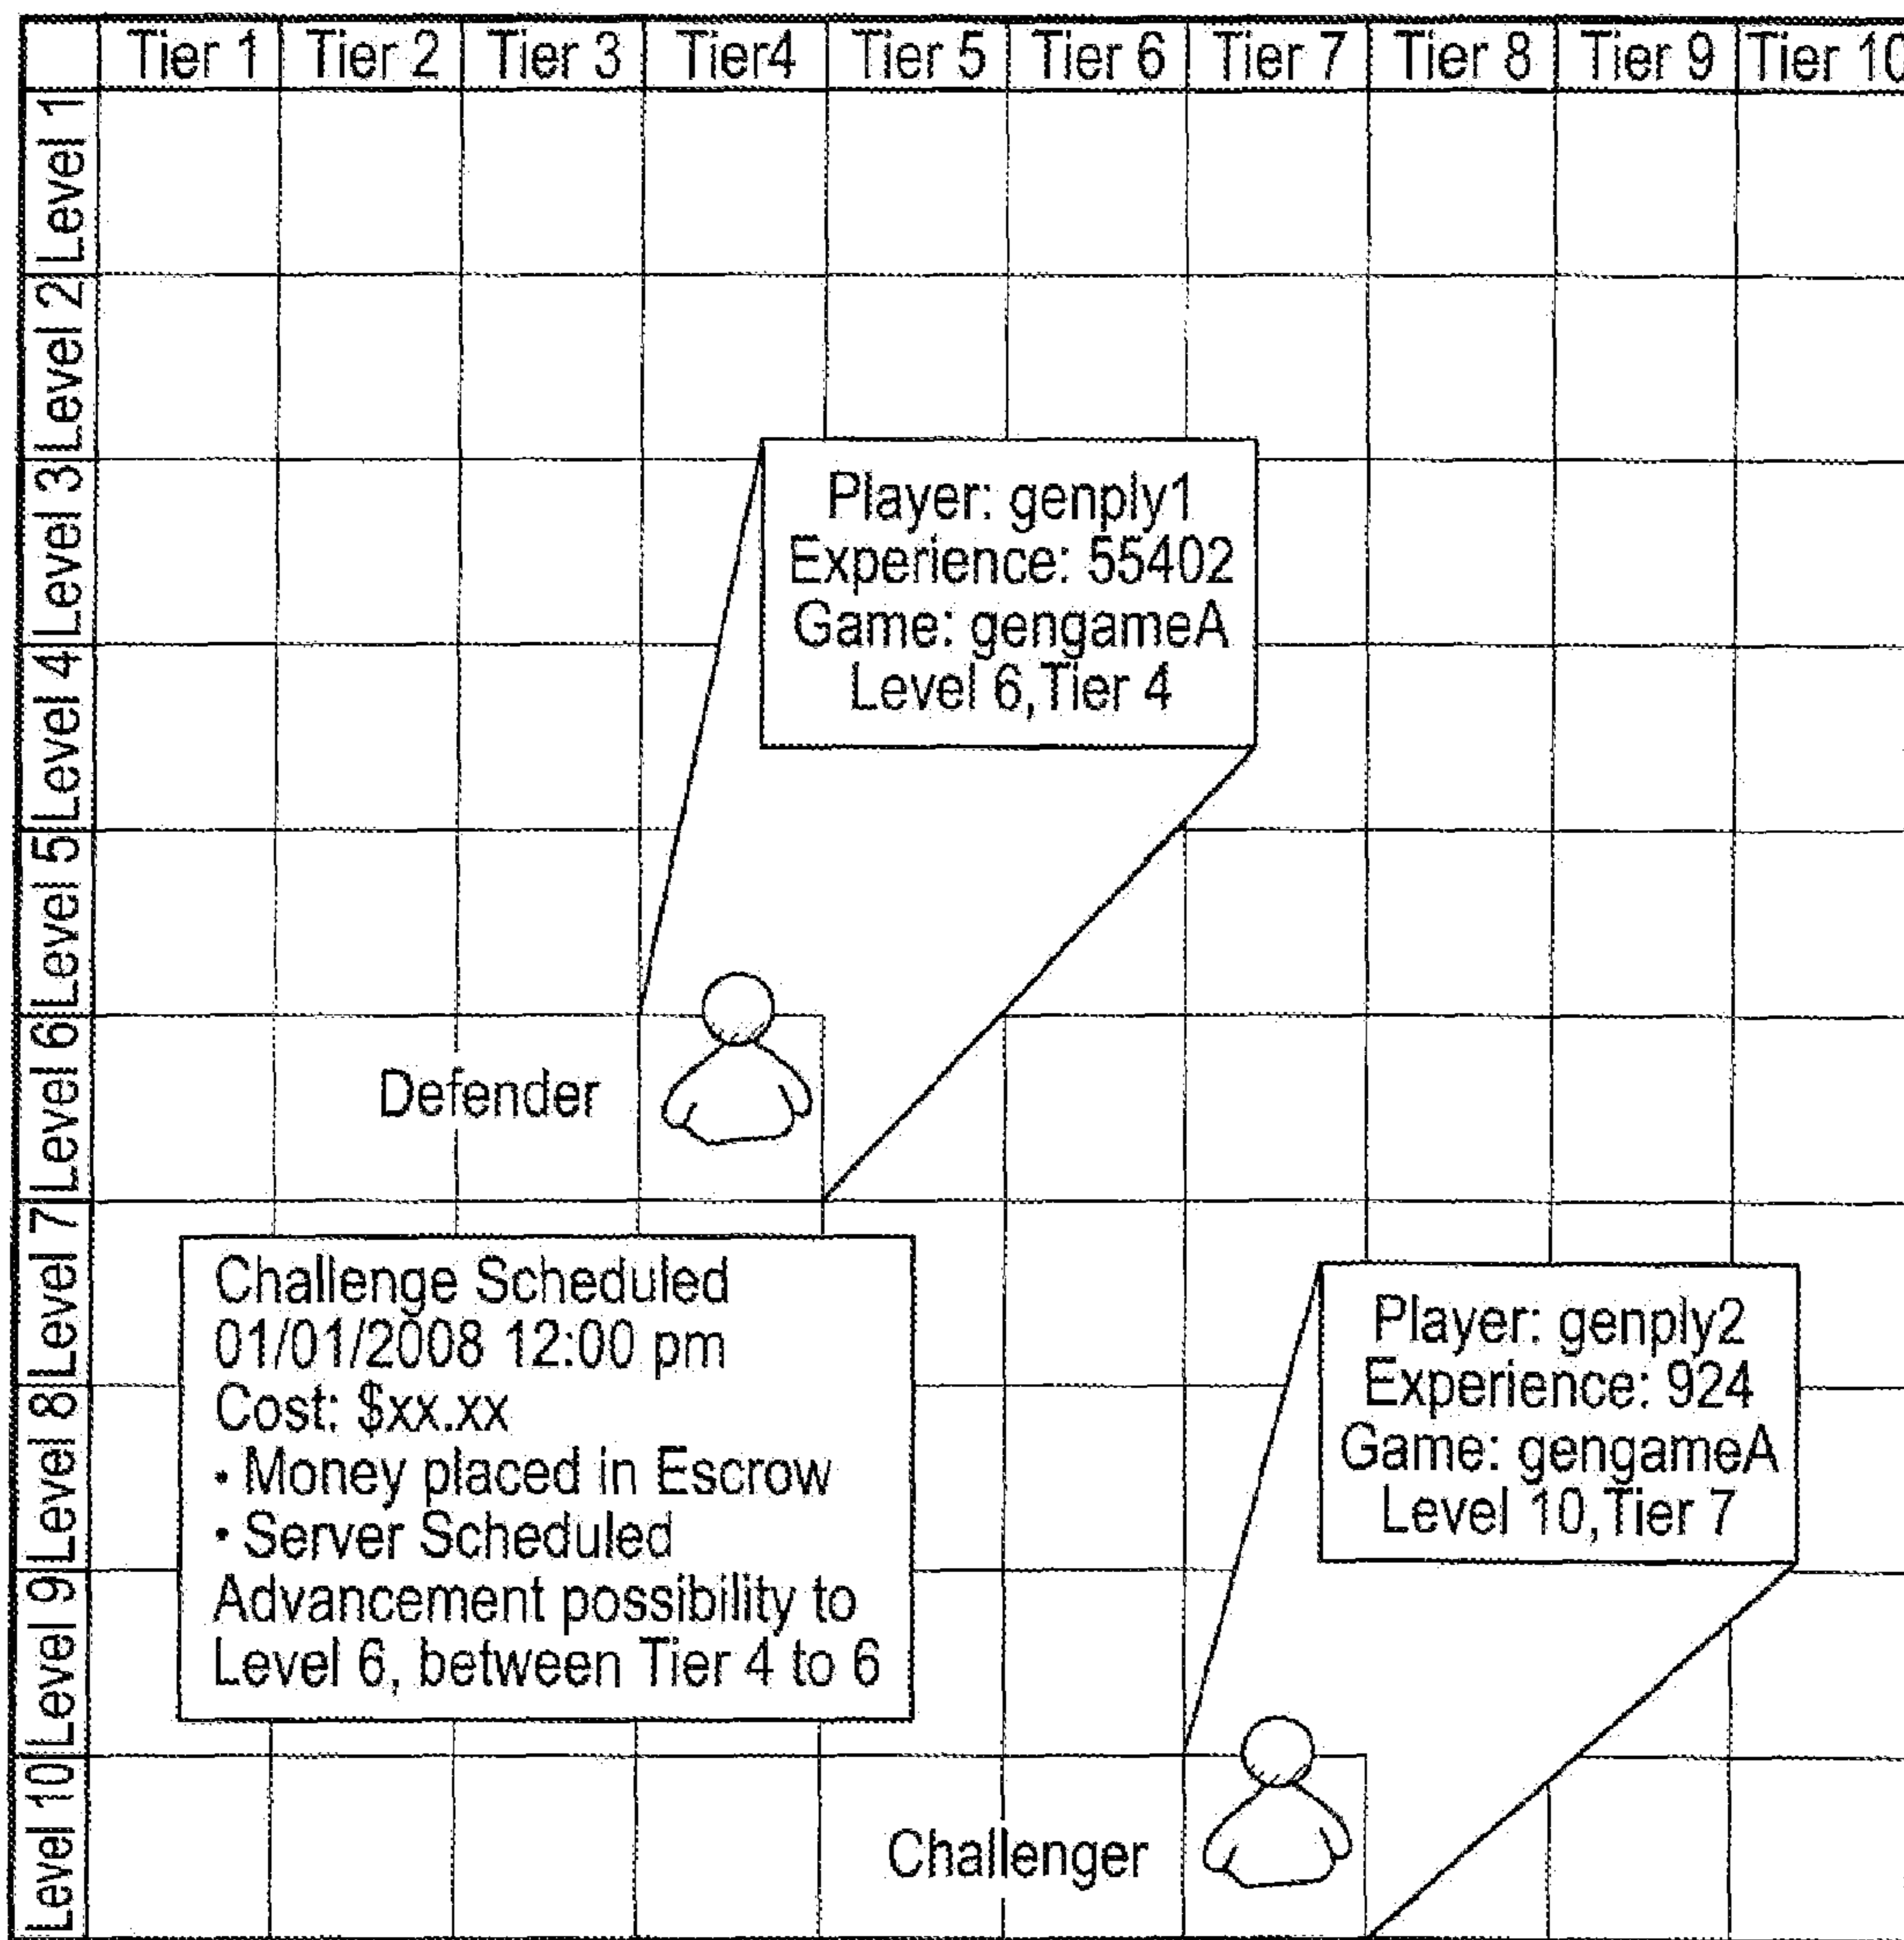 Tier 1 Tier 2 Tier 3 Tier4 Tier 5 Tier 6 Tier 7 Tier 8 Tier 9 Tier 10
Level 1
Level 2
Level 3
Level 4
Level 5
Level 6
Level 7
Level 8
Level 9
Level 10
Player: genply1
Experience: 55402
Game: gengameA
Level 6, Tier 4
Defender
Challenge Scheduled
01/01/2008 12:00 pm
Cost: $xx.xx
• Money placed in Escrow
• Server Scheduled
Advancement possibility to
Level 6, between Tier 4 to 6
Player: genply2
Experience: 924
Game: gengameA
Level 10, Tier 7
Challenger